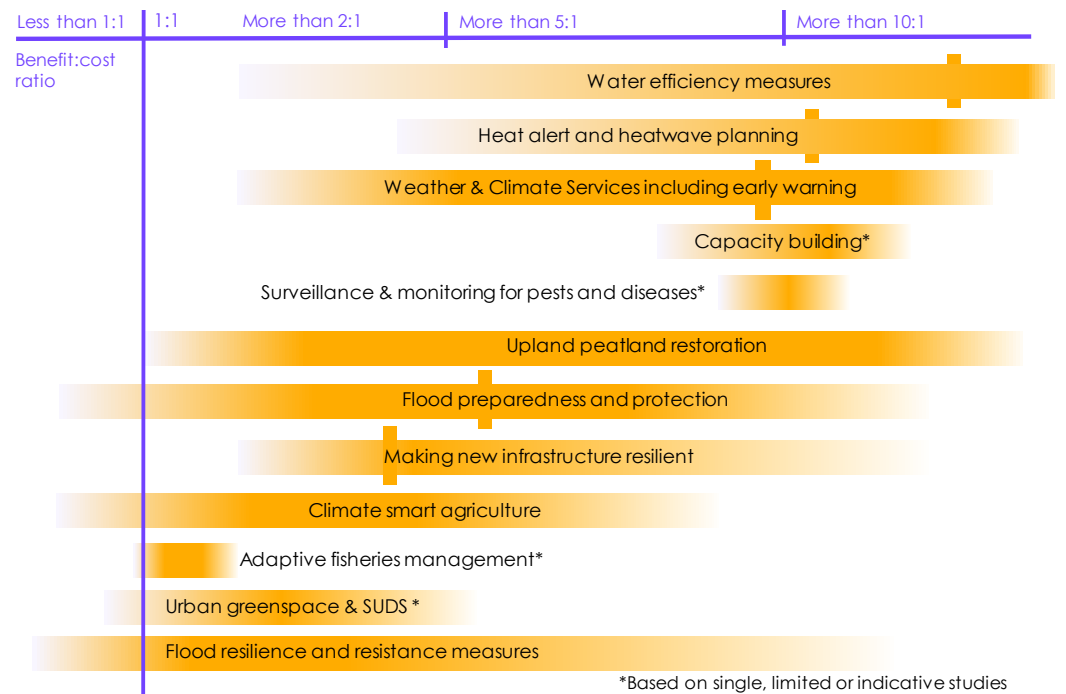 Less than 1:1
1:1
More than 2:1
More than 5:1
More than 10:1
Benefit:cost
ratio
Water efficiency measures
Heat alert and heatwave planning
Weather & Climate Services including early warning
Capacity building*
Surveillance & monitoring for pests and diseases*
Upland peatland restoration
Flood preparedness and protection
Making new infrastructure resilient
Climate smart agriculture
Adaptive fisheries management*
Urban greenspace & SUDS *
Flood resilience and resistance measures
*Based on single, limited or indicative studies